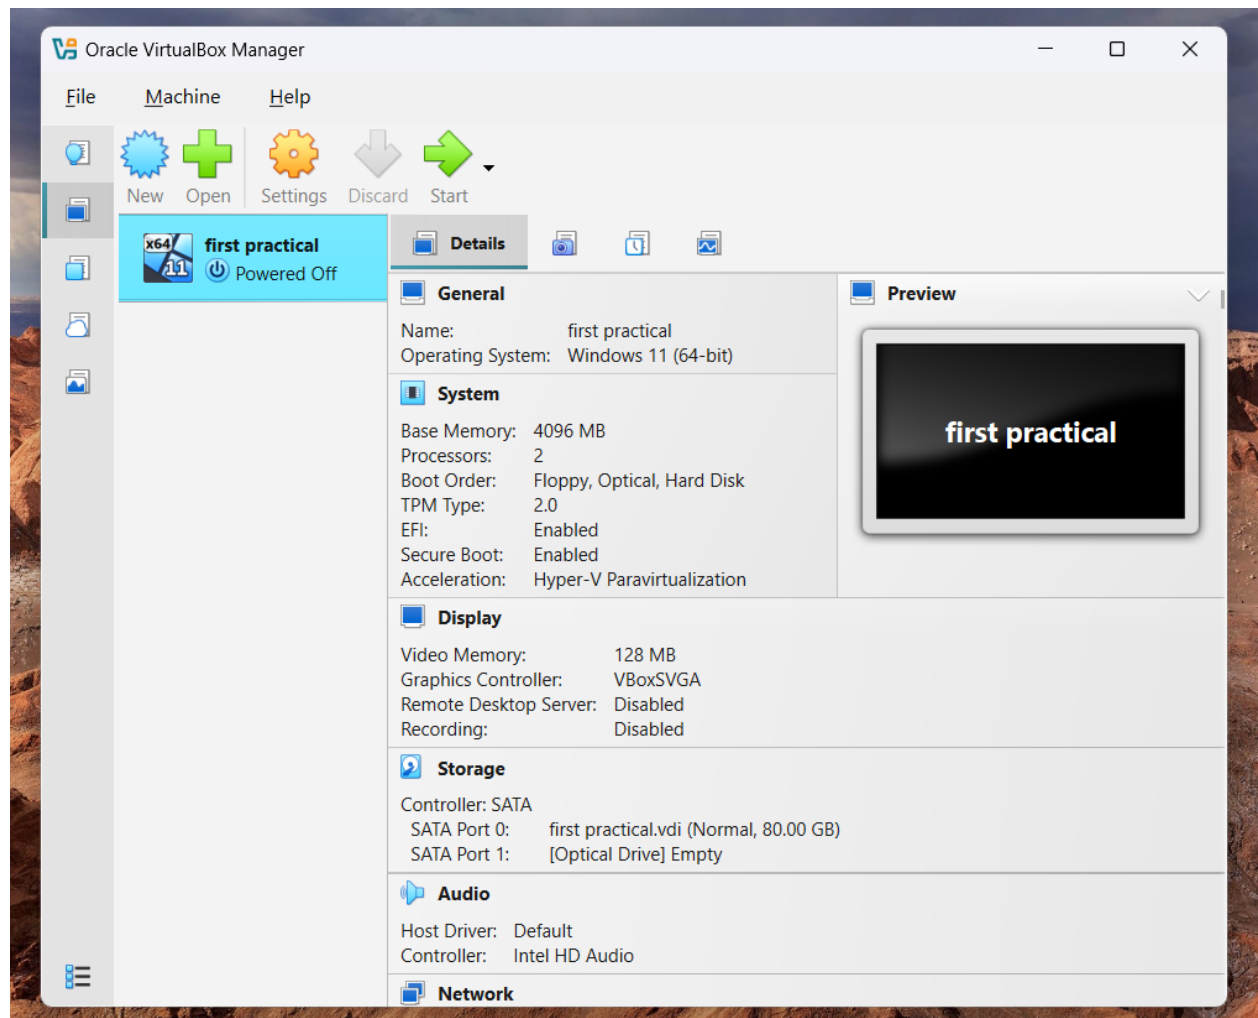 Oracle VirtualBox Manager
File Machine Help
New Open Settings Discard Start
x64
11
first practical
Powered Off
Details
General
Name: first practical
Operating System: Windows 11 (64-bit)
Preview
first practical
System
Base Memory: 4096 MB
Processors: 2
Boot Order: Floppy, Optical, Hard Disk
TPM Type: 2.0
EFI: Enabled
Secure Boot: Enabled
Acceleration: Hyper-V Paravirtualization
Display
Video Memory: 128 MB
Graphics Controller: VBoxSVGA
Remote Desktop Server: Disabled
Recording: Disabled
Storage
Controller: SATA
SATA Port 0: first practical.vdi (Normal, 80.00 GB)
SATA Port 1: [Optical Drive] Empty
Audio
Host Driver: Default
Controller: Intel HD Audio
Network